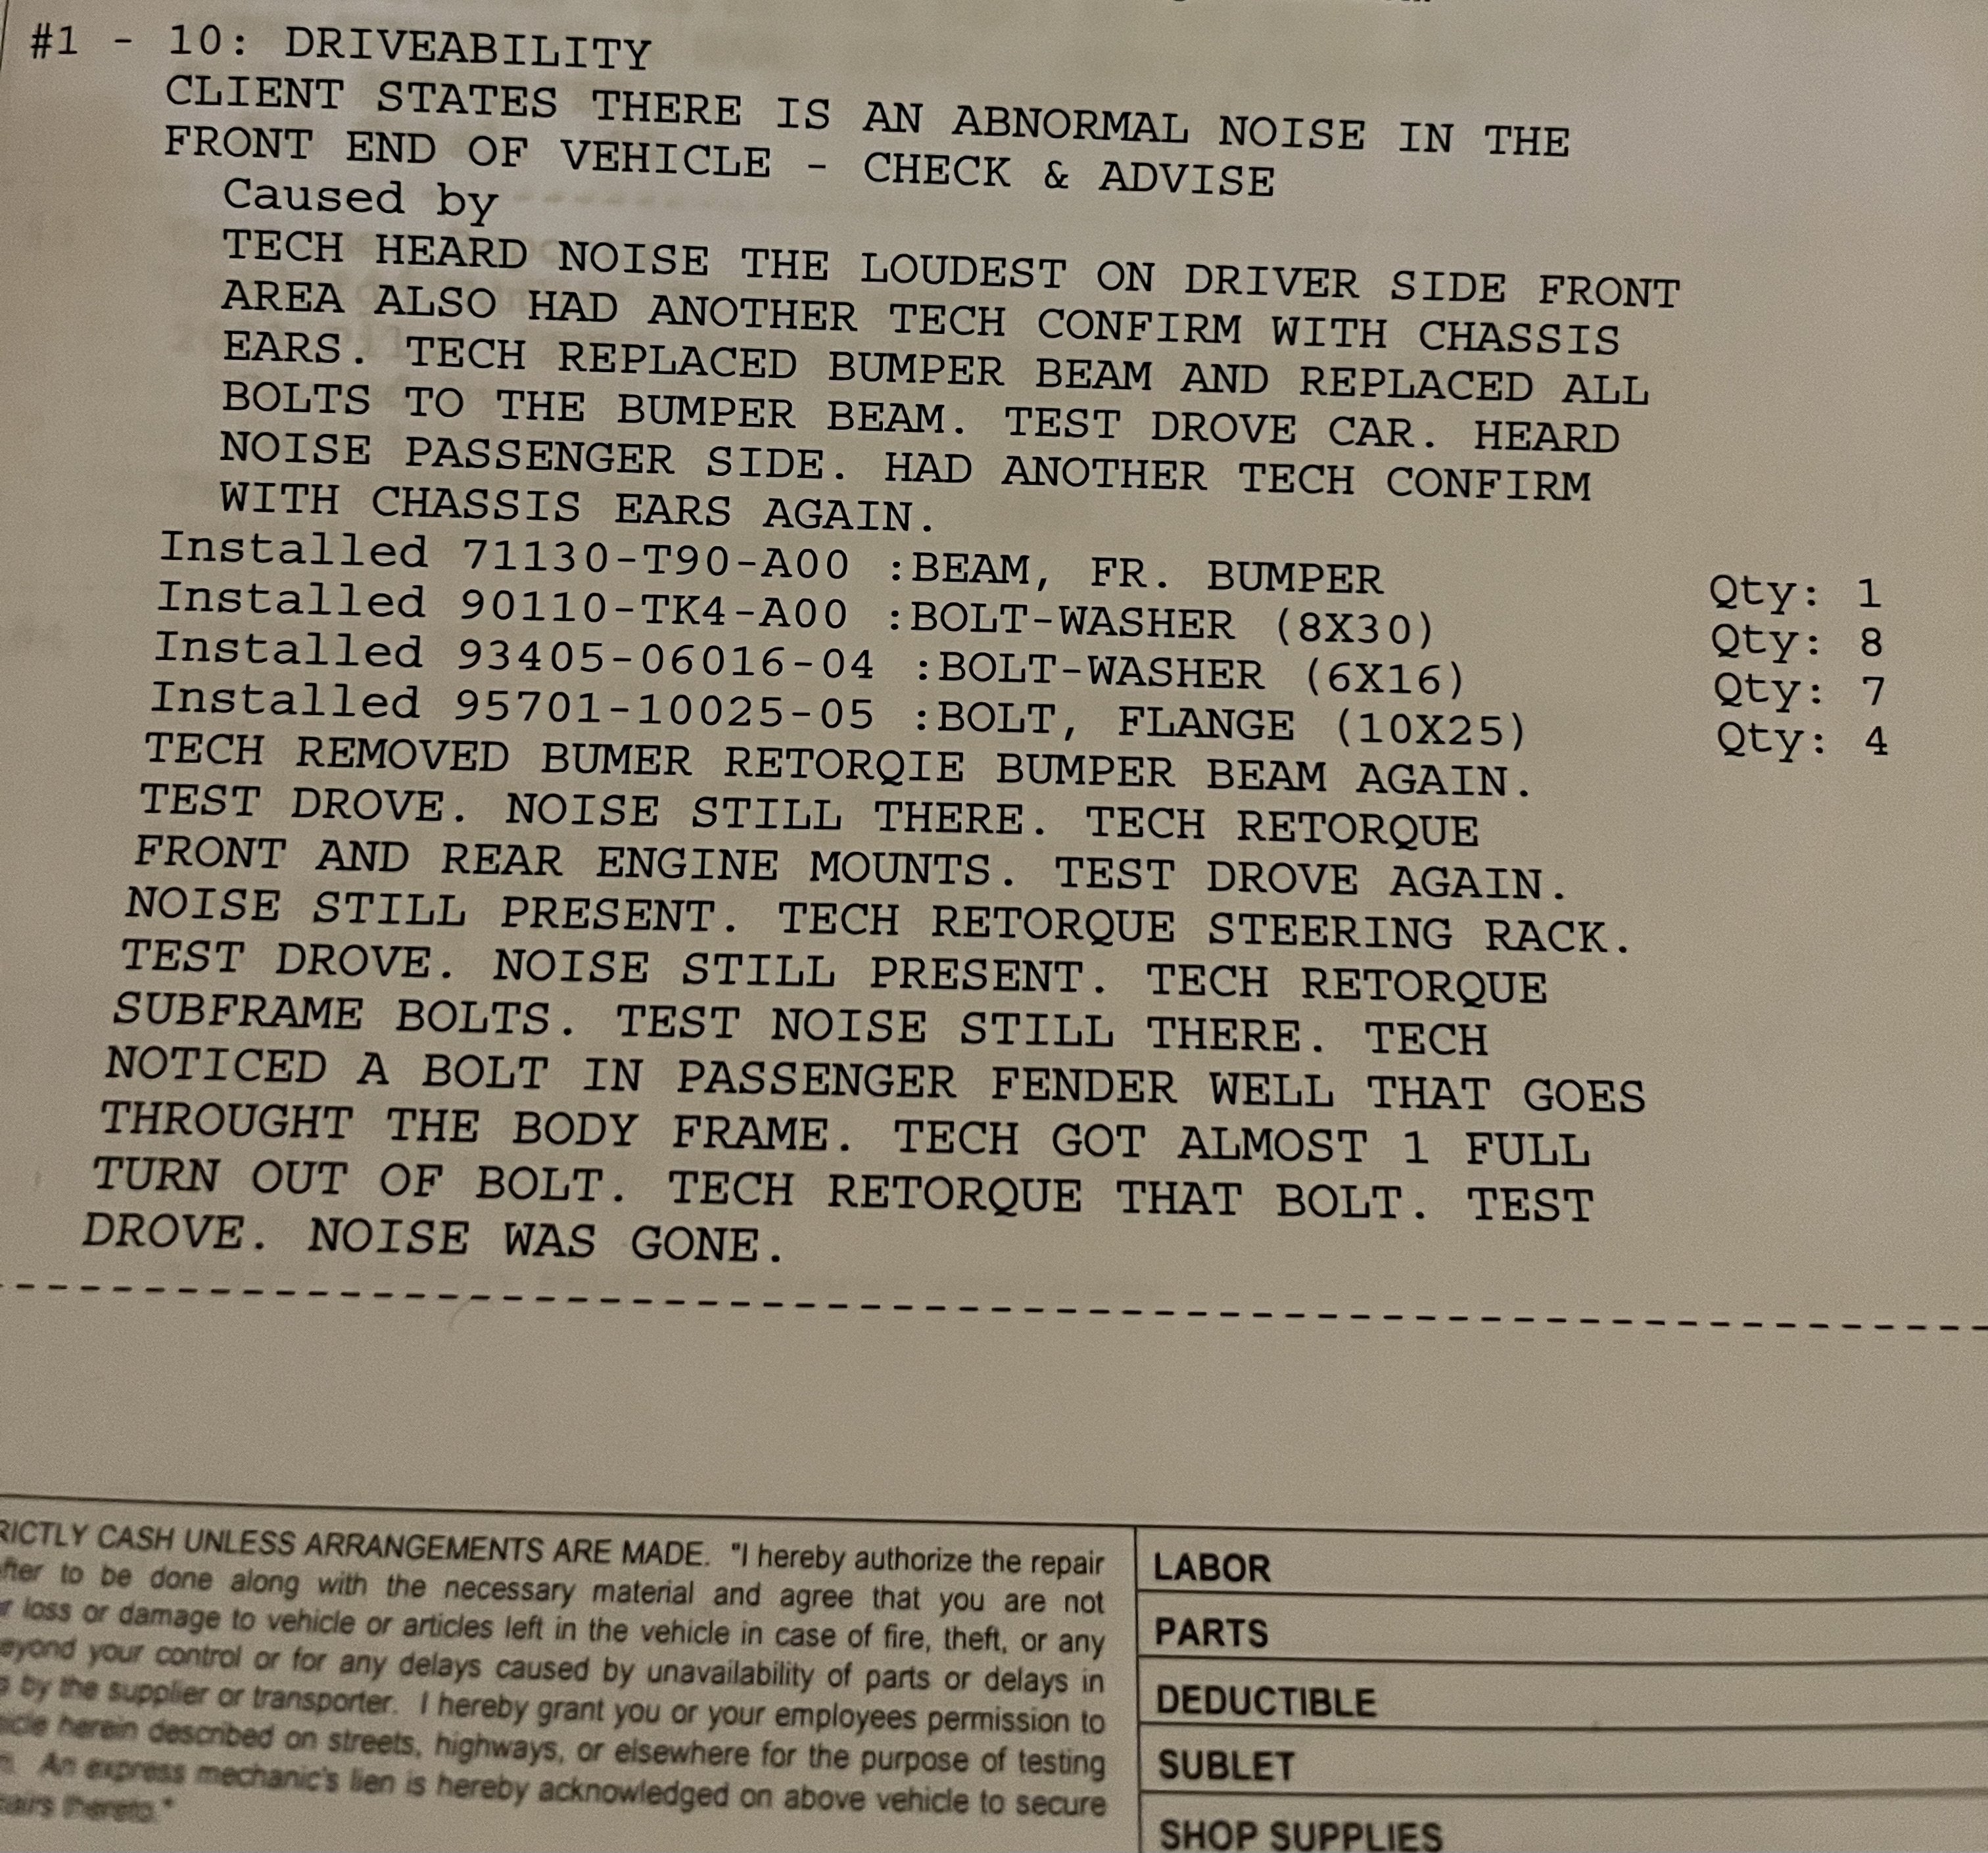 #1 - 10: DRIVEABILITY
CLIENT STATES THERE IS AN ABNORMAL NOISE IN THE
FRONT END OF VEHICLE - CHECK & ADVISE
Caused by
TECH HEARD NOISE THE LOUDEST ON DRIVER SIDE FRONT
AREA ALSO HAD ANOTHER TECH CONFIRM WITH CHASSIS
EARS. TECH REPLACED BUMPER BEAM AND REPLACED ALL
BOLTS TO THE BUMPER BEAM. TEST DROVE CAR. HEARD
NOISE PASSENGER SIDE. HAD ANOTHER TECH CONFIRM
WITH CHASSIS EARS AGAIN.
Installed 71130-T90-A00 :BEAM, FR. BUMPER Qty: 1
Installed 90110-TK4-A00 :BOLT-WASHER (8X30) Qty: 8
Installed 93405-06016-04 :BOLT-WASHER (6X16) Qty: 7
Installed 95701-10025-05 :BOLT, FLANGE (10X25) Qty: 4
TECH REMOVED BUMER RETORQIE BUMPER BEAM AGAIN.
TEST DROVE. NOISE STILL THERE. TECH RETORQUE
FRONT AND REAR ENGINE MOUNTS. TEST DROVE AGAIN.
NOISE STILL PRESENT. TECH RETORQUE STEERING RACK.
TEST DROVE. NOISE STILL PRESENT. TECH RETORQUE
SUBFRAME BOLTS. TEST NOISE STILL THERE. TECH
NOTICED A BOLT IN PASSENGER FENDER WELL THAT GOES
THROUGHT THE BODY FRAME. TECH GOT ALMOST 1 FULL
TURN OUT OF BOLT. TECH RETORQUE THAT BOLT. TEST
DROVE. NOISE WAS GONE.
CASH UNLESS ARRANGEMENTS ARE MADE. "I hereby authorize the repair
to be done along with the necessary material and agree that you are not
loss or damage to vehicle or articles left in the vehicle in case of fire, theft, or any
your control or for any delays caused by unavailability of parts or delays in
by the supplier or transporter. I hereby grant you or your employees permission to
herein described on streets, highways, or elsewhere for the purpose of testing
An express mechanic's lien is hereby acknowledged on above vehicle to secure
thereto."
LABOR
PARTS
DEDUCTIBLE
SUBLET
SHOP SUPPLIES